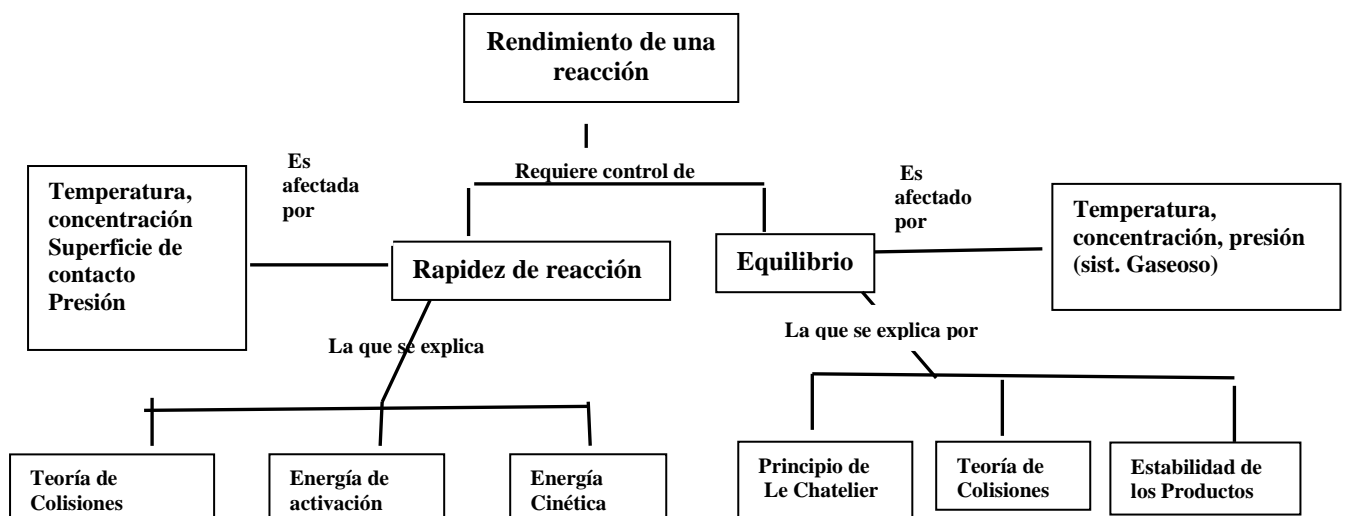 Rendimiento de una
reacción
Es
afectada
por
Requiere control de
Es
afectado
por
Temperatura,
concentración
Superficie de
contacto
Presión
Rapidez de reacción
Equilibrio
Temperatura,
concentración, presión
(sist. Gaseoso)
La que se explica
La que se explica por
Teoría de
Colisiones
Energía de
activación
Energía
Cinética
Principio de
Le Chatelier
Teoría de
Colisiones
Estabilidad de
los Productos